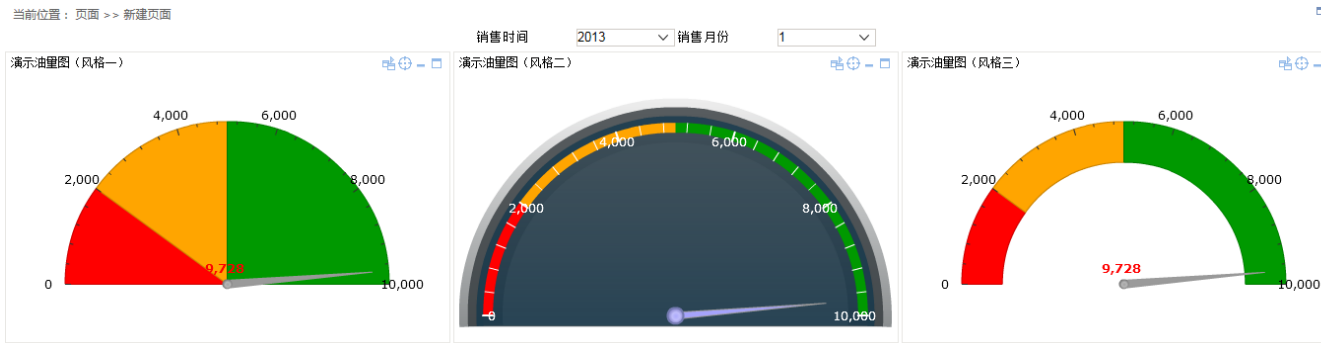 当前位置： 页面 >> 新建页面
销售时间 2013 销售月份 1
演示油量图（风格一）
4,000 6,000
2,000 8,000
9,728
0 10,000
演示油量图（风格二）
4,000 6,000
2,000 8,000
0 10,000
演示油量图（风格三）
4,000 6,000
2,000 8,000
9,728
0 10,000